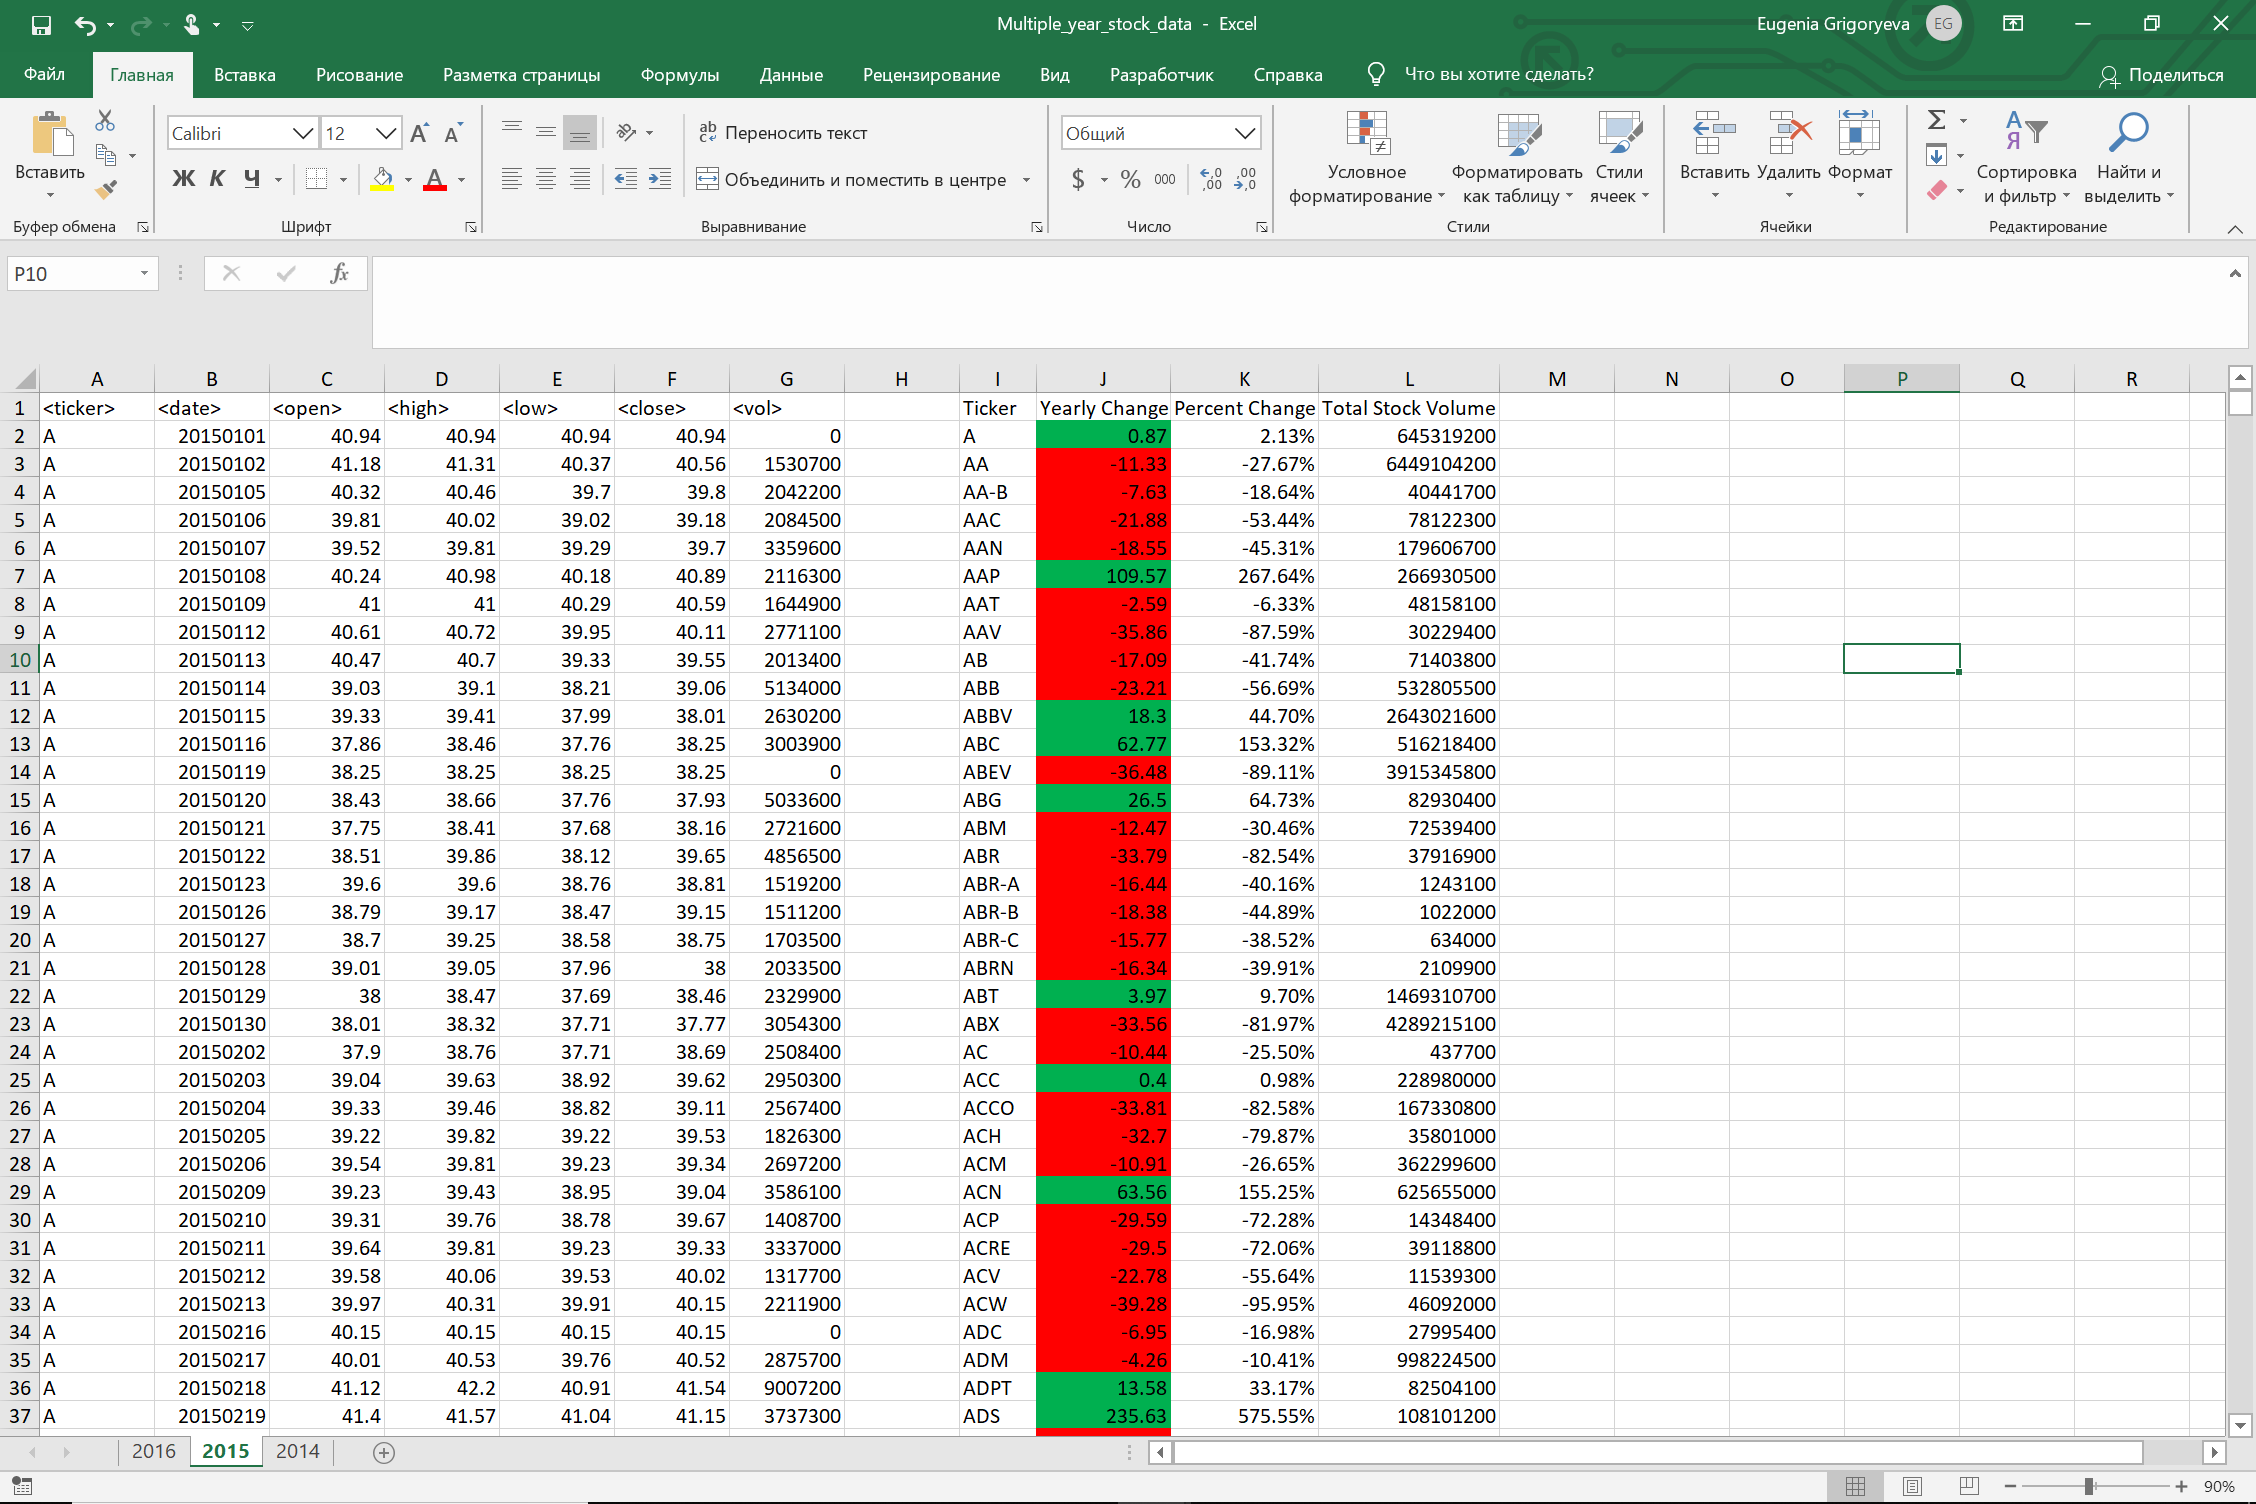 Multiple_year_stock_data - Excel
Eugenia Grigoryeva EG
Файл Главная Вставка Рисование Разметка страницы Формулы Данные Рецензирование Вид Разработчик Справка Что вы хотите сделать? Поделиться
Вставить
Calibri 12
Ж К Ч
Переносить текст
Объединить и поместить в центре
Общий
$ % 000
Условное форматирование
Форматировать как таблицу
Стили ячеек
Вставить Удалить Формат
Сортировка и фильтр
Найти и выделить
Буфер обмена Шрифт Выравнивание Число Стили Ячейки Редактирование
P10 fx
A B C D E F G H I J K L M N O P Q R
1 <ticker> <date> <open> <high> <low> <close> <vol> Ticker Yearly Change Percent Change Total Stock Volume
2 A 20150101 40.94 40.94 40.94 40.94 0 A 0.87 2.13% 645319200
3 A 20150102 41.18 41.31 40.37 40.56 1530700 AA -11.33 -27.67% 6449104200
4 A 20150105 40.32 40.46 39.7 39.8 2042200 AA-B -7.63 -18.64% 40441700
5 A 20150106 39.81 40.02 39.02 39.18 2084500 AAC -21.88 -53.44% 78122300
6 A 20150107 39.52 39.81 39.29 39.7 3359600 AAN -18.55 -45.31% 179606700
7 A 20150108 40.24 40.98 40.18 40.89 2116300 AAP 109.57 267.64% 266930500
8 A 20150109 41 41 40.29 40.59 1644900 AAT -2.59 -6.33% 48158100
9 A 20150112 40.61 40.72 39.95 40.11 2771100 AAV -35.86 -87.59% 30229400
10 A 20150113 40.47 40.7 39.33 39.55 2013400 AB -17.09 -41.74% 71403800
11 A 20150114 39.03 39.1 38.21 39.06 5134000 ABB -23.21 -56.69% 532805500
12 A 20150115 39.33 39.41 37.99 38.01 2630200 ABBV 18.3 44.70% 2643021600
13 A 20150116 37.86 38.46 37.76 38.25 3003900 ABC 62.77 153.32% 516218400
14 A 20150119 38.25 38.25 38.25 38.25 0 ABEV -36.48 -89.11% 3915345800
15 A 20150120 38.43 38.66 37.76 37.93 5033600 ABG 26.5 64.73% 82930400
16 A 20150121 37.75 38.41 37.68 38.16 2721600 ABM -12.47 -30.46% 72539400
17 A 20150122 38.51 39.86 38.12 39.65 4856500 ABR -33.79 -82.54% 37916900
18 A 20150123 39.6 39.6 38.76 38.81 1519200 ABR-A -16.44 -40.16% 1243100
19 A 20150126 38.79 39.17 38.47 39.15 1511200 ABR-B -18.38 -44.89% 1022000
20 A 20150127 38.7 39.25 38.58 38.75 1703500 ABR-C -15.77 -38.52% 634000
21 A 20150128 39.01 39.05 37.96 38 2033500 ABRN -16.34 -39.91% 2109900
22 A 20150129 38 38.47 37.69 38.46 2329900 ABT 3.97 9.70% 1469310700
23 A 20150130 38.01 38.32 37.71 37.77 3054300 ABX -33.56 -81.97% 4289215100
24 A 20150202 37.9 38.76 37.71 38.69 2508400 AC -10.44 -25.50% 437700
25 A 20150203 39.04 39.63 38.92 39.62 2950300 ACC 0.4 0.98% 228980000
26 A 20150204 39.33 39.46 38.82 39.11 2567400 ACCO -33.81 -82.58% 167330800
27 A 20150205 39.22 39.82 39.22 39.53 1826300 ACH -32.7 -79.87% 35801000
28 A 20150206 39.54 39.81 39.23 39.34 2697200 ACM -10.91 -26.65% 362299600
29 A 20150209 39.23 39.43 38.95 39.04 3586100 ACN 63.56 155.25% 625655000
30 A 20150210 39.31 39.76 38.78 39.67 1408700 ACP -29.59 -72.28% 14348400
31 A 20150211 39.64 39.81 39.23 39.33 3337000 ACRE -29.5 -72.06% 39118800
32 A 20150212 39.58 40.06 39.53 40.02 1317700 ACV -22.78 -55.64% 11539300
33 A 20150213 39.97 40.31 39.91 40.15 2211900 ACW -39.28 -95.95% 46092000
34 A 20150216 40.15 40.15 40.15 40.15 0 ADC -6.95 -16.98% 27995400
35 A 20150217 40.01 40.53 39.76 40.52 2875700 ADM -4.26 -10.41% 998224500
36 A 20150218 41.12 42.2 40.91 41.54 9007200 ADPT 13.58 33.17% 82504100
37 A 20150219 41.4 41.57 41.04 41.15 3737300 ADS 235.63 575.55% 108101200
2016 2015 2014
90%